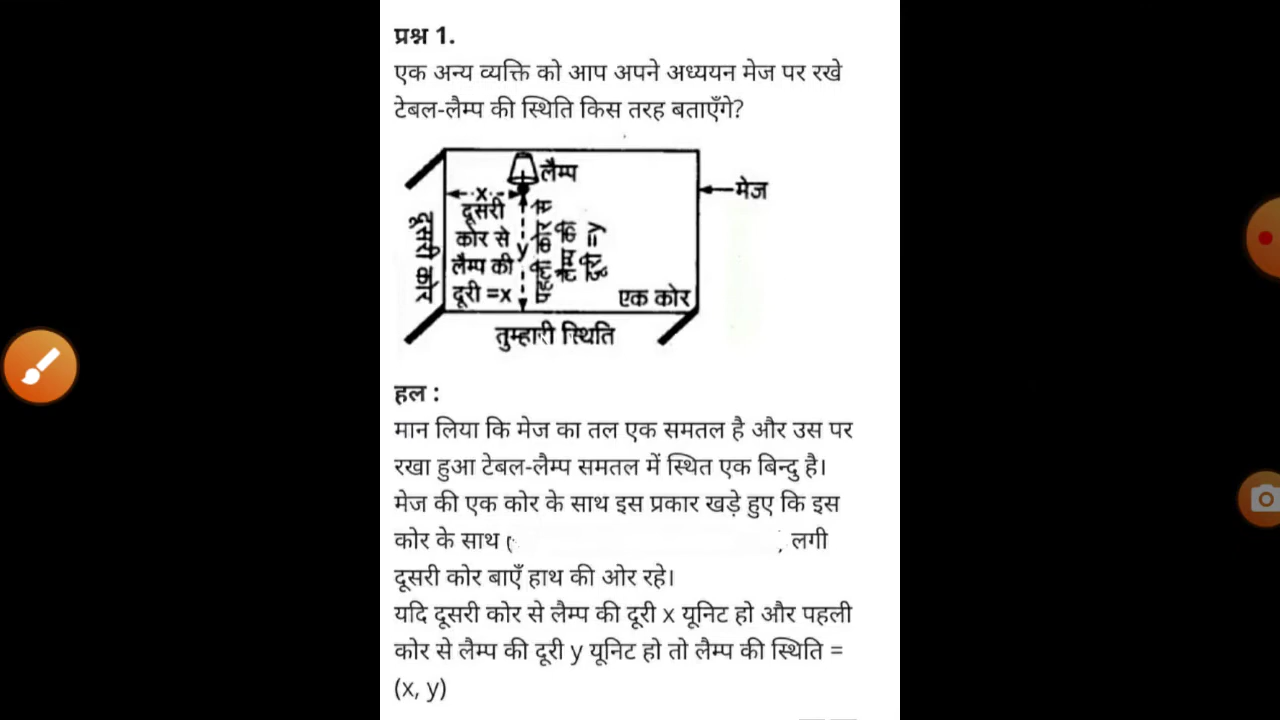 प्रश्न 1.
एक अन्य व्यक्ति को आप अपने अध्ययन मेज पर रखे
टेबल-लैम्प की स्थिति किस तरह बताएँगे?
लैम्प
x
मेज
दूसरी
कोर से
लैम्प की
दूरी =x
y
पहली कोर से
लैम्प की
दूरी =y
दूसरी कोर
एक कोर
तुम्हारी स्थिति
हल :
मान लिया कि मेज का तल एक समतल है और उस पर
रखा हुआ टेबल-लैम्प समतल में स्थित एक बिन्दु है।
मेज की एक कोर के साथ इस प्रकार खड़े हुए कि इस
कोर के साथ ( लगी
दूसरी कोर बाएँ हाथ की ओर रहे।
यदि दूसरी कोर से लैम्प की दूरी x यूनिट हो और पहली
कोर से लैम्प की दूरी y यूनिट हो तो लैम्प की स्थिति =
(x, y)